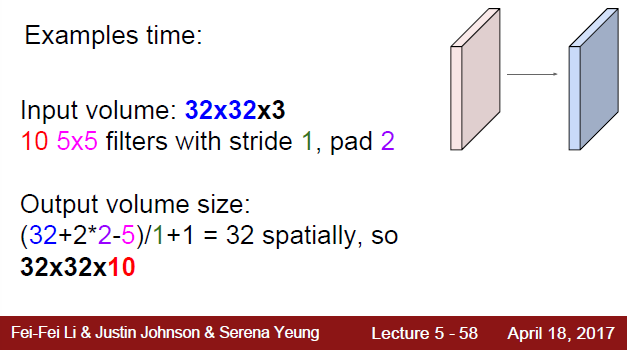 Examples time:
Input volume: 32x32x3
10 5x5 filters with stride 1, pad 2
Output volume size:
(32+2*2-5)/1+1 = 32 spatially, so
32x32x10
Fei-Fei Li & Justin Johnson & Serena Yeung Lecture 5 - 58 April 18, 2017